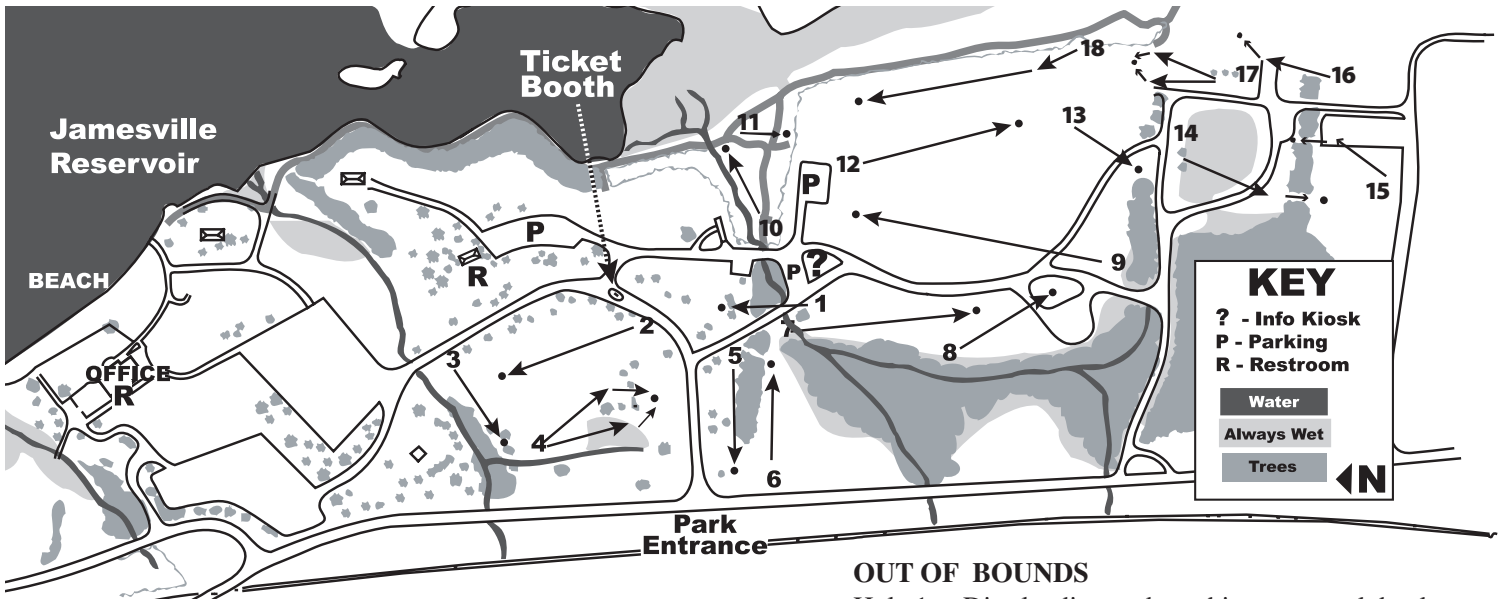 Ticket
Booth
Jamesville
Reservoir
BEACH
OFFICE
R
P
R
P
P
?
1
2
3
4
5
6
7
8
9
10
11
12
13
14
15
16
17
18
KEY
? - Info Kiosk
P - Parking
R - Restroom
Water
Always Wet
Trees
N
Park
Entrance
OUT OF BOUNDS